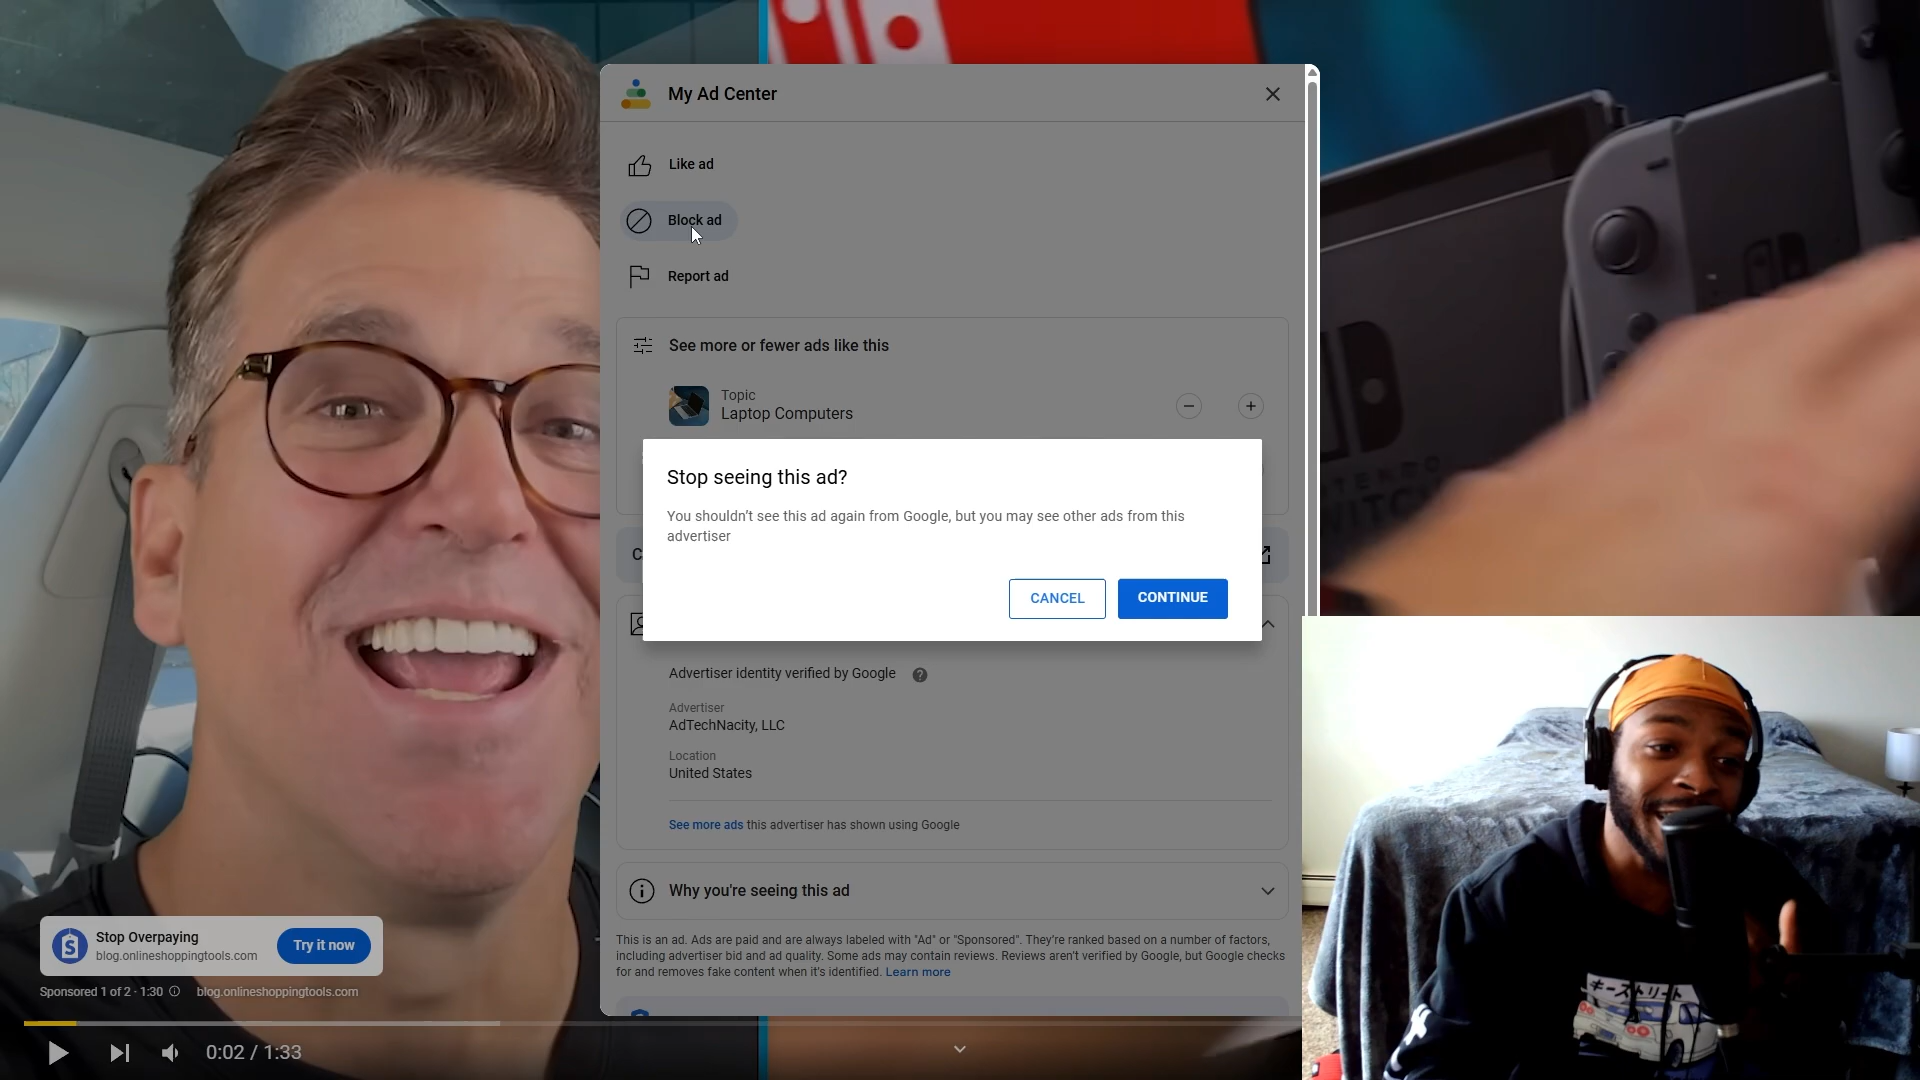 My Ad Center
Like ad
Block ad
Report ad
See more or fewer ads like this
Topic
Laptop Computers
Stop seeing this ad?
You shouldn't see this ad again from Google, but you may see other ads from this
advertiser
CANCEL
CONTINUE
Advertiser identity verified by Google
Advertiser
AdTechNacity, LLC
Location
United States
See more ads this advertiser has shown using Google
Why you're seeing this ad
This is an ad. Ads are paid and are always labeled with "Ad" or "Sponsored". They're ranked based on a number of factors,
including advertiser bid and ad quality. Some ads may contain reviews. Reviews aren't verified by Google, but Google checks
for and removes fake content when it's identified. Learn more
Stop Overpaying
blog.onlineshoppingtools.com
Try it now
Sponsored 1 of 2 · 1:30
blog.onlineshoppingtools.com
0:02 / 1:33
キーストリート